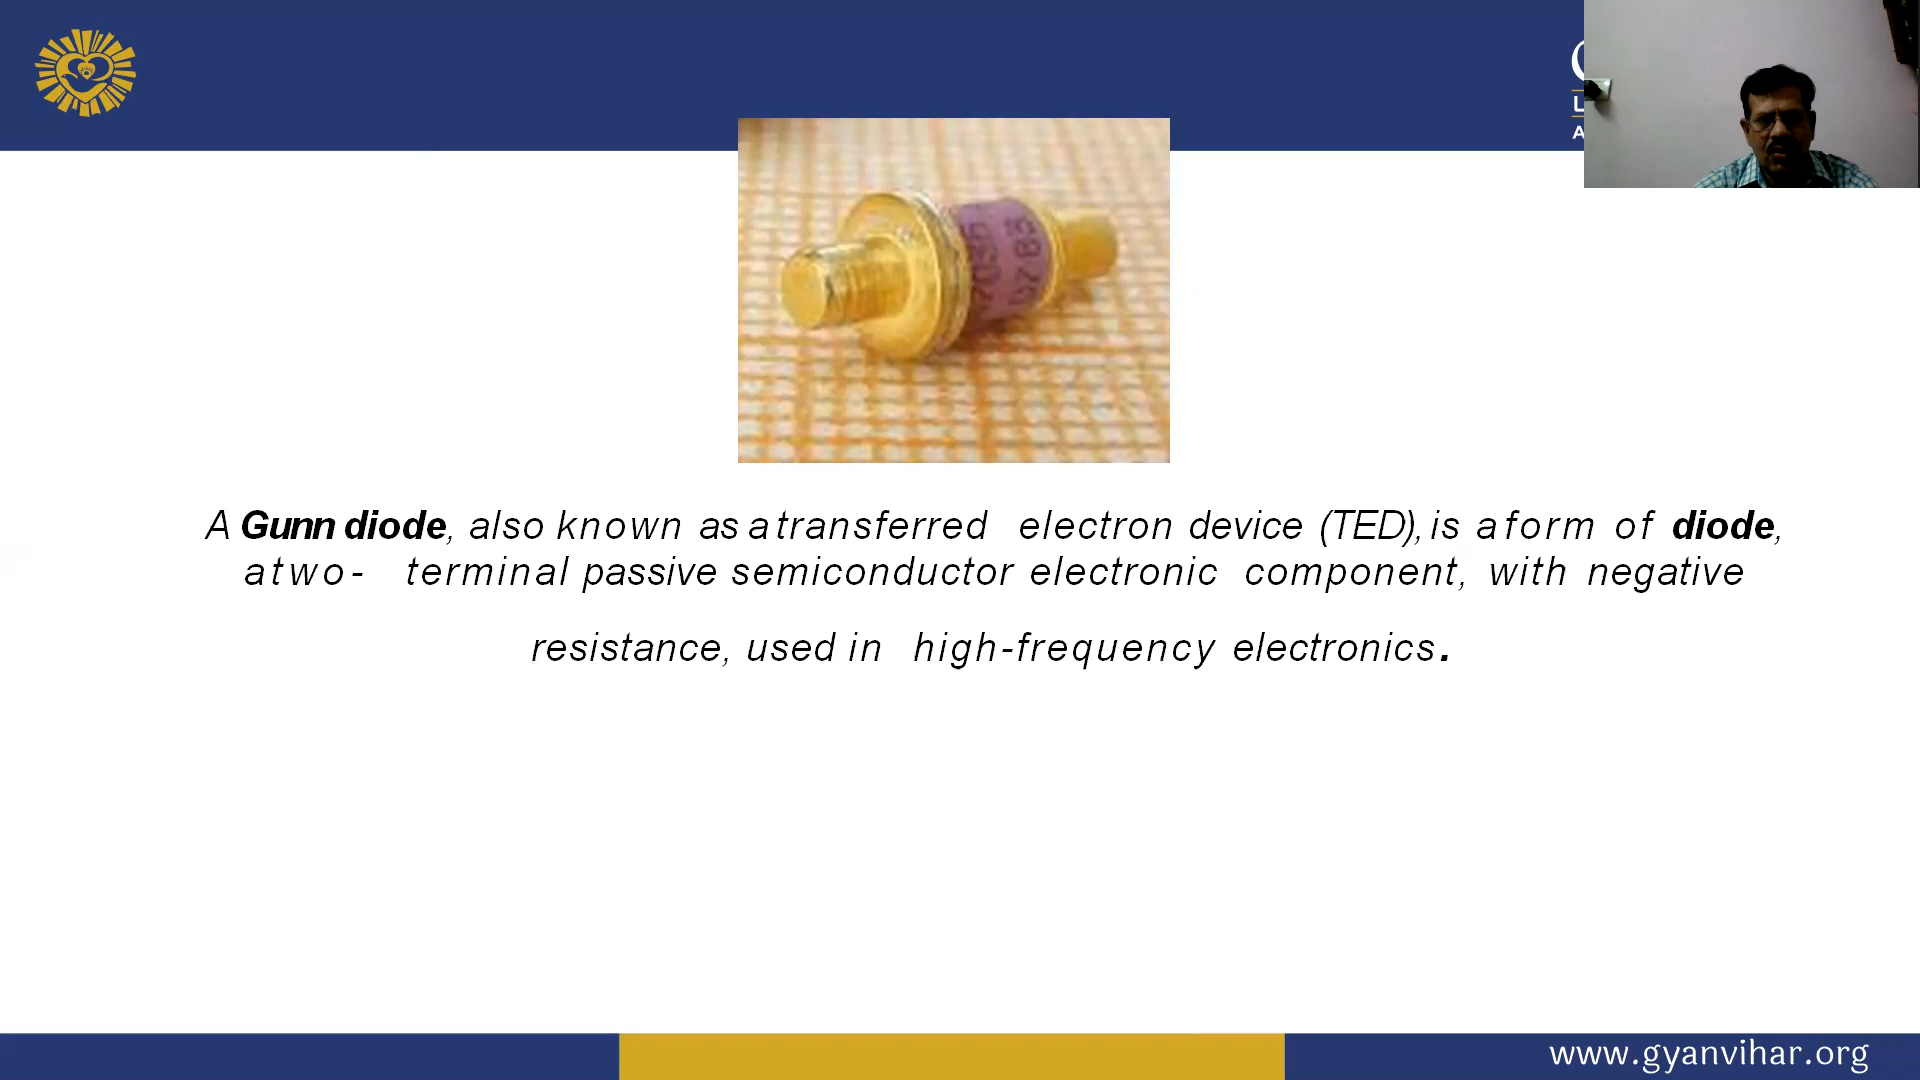 A Gunn diode, also known as a transferred electron device (TED), is a form of diode,
a two- terminal passive semiconductor electronic component, with negative
resistance, used in high-frequency electronics.
www.gyanvihar.org